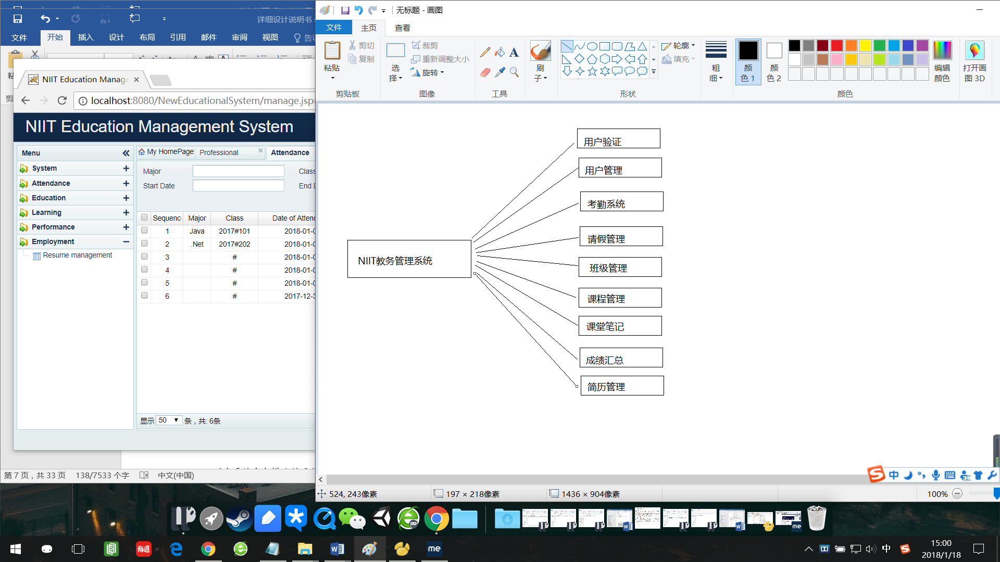 详细设计说明书
文件
开始
插入
设计
布局
引用
邮件
审阅
视图
NIIT Education Manage
localhost:8080/NewEducationalSystem/manage.jsp
NIIT Education Management System
Menu
System
Attendance
Education
Learning
Performance
Employment
Resume management
My HomePage
Professional
Attendance
Major
Start Date
Major Class
Sequenc Major Class Date of Atten
1 Java 2017#101 2018-01-0
2 .Net 2017#202 2018-01-0
3 # 2018-01-0
4 # 2018-01-0
5 # 2018-01-0
6 # 2017-12-3
显示 50 条，共: 6条
第 7 页，共 33 页 138/7533 个字 中文(中国)
无标题 - 画图
文件
主页
查看
粘贴
剪切
复制
剪贴板
选择
裁剪
重新调整大小
旋转
图像
A
工具
刷子
形状
轮廓
填充
粗细
颜色 1
颜色 2
颜色
编辑颜色
打开画图 3D
NIIT教务管理系统
用户验证
用户管理
考勤系统
请假管理
班级管理
课程管理
课堂笔记
成绩汇总
简历管理
524, 243像素
197 × 218像素
1436 × 904像素
100%
中
有道
me
中
15:00
2018/1/18